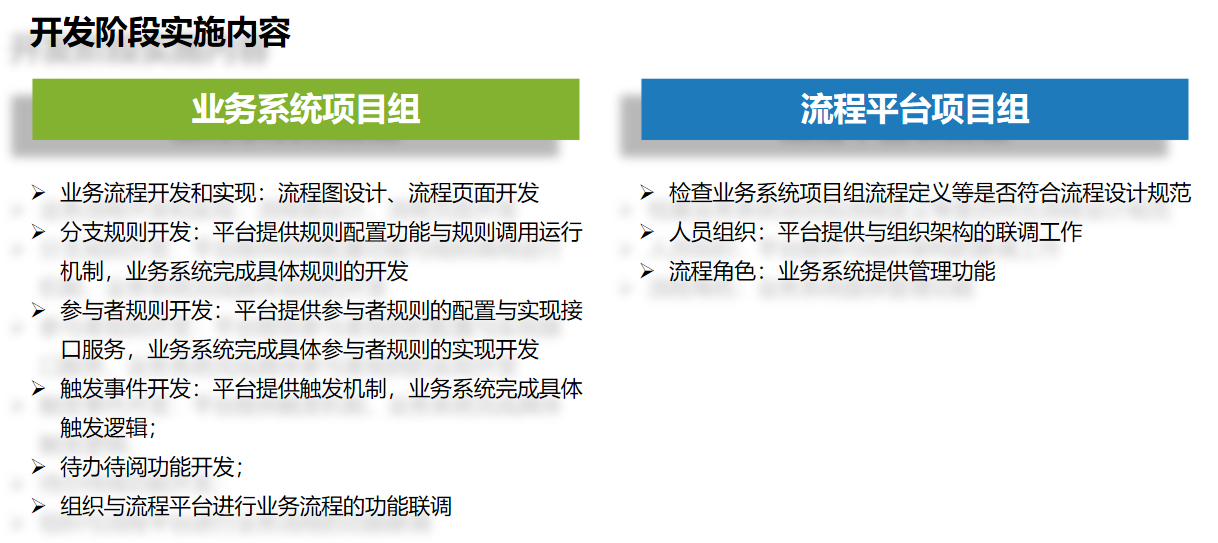 开发阶段实施内容
业务系统项目组
业务流程开发和实现：流程图设计、流程页面开发
分支规则开发：平台提供规则配置功能与规则调用运行
机制，业务系统完成具体规则的开发
参与者规则开发：平台提供参与者规则的配置与实现接
口服务，业务系统完成具体参与者规则的实现开发
触发事件开发：平台提供触发机制，业务系统完成具体
触发逻辑；
待办待阅功能开发；
组织与流程平台进行业务流程的功能联调
流程平台项目组
检查业务系统项目组流程定义等是否符合流程设计规范
人员组织：平台提供与组织架构的联调工作
流程角色：业务系统提供管理功能